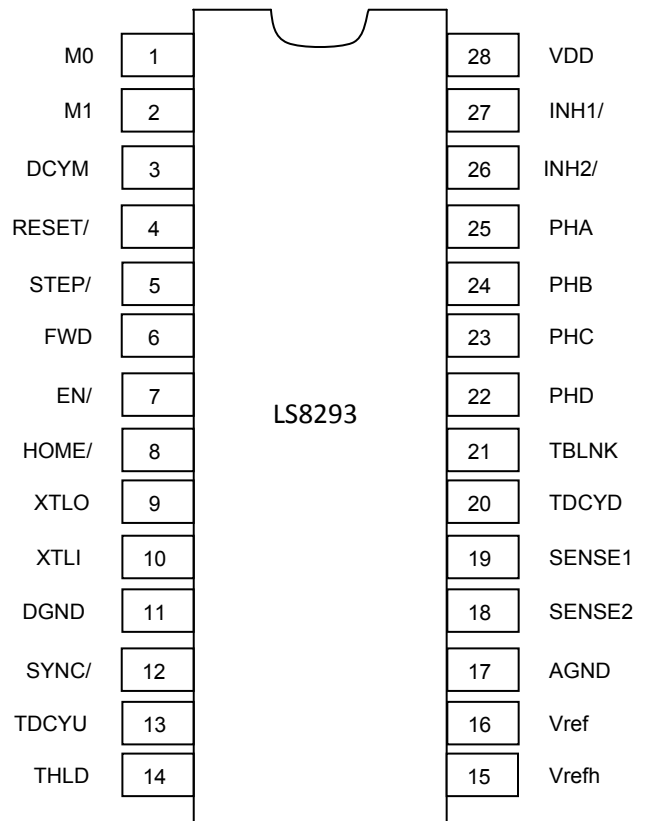 M0 1 28 VDD
M1 2 27 INH1/
DCYM 3 26 INH2/
RESET/ 4 25 PHA
STEP/ 5 24 PHB
FWD 6 23 PHC
EN/ 7 22 PHD
LS8293
HOME/ 8 21 TBLNK
XTLO 9 20 TDCYD
XTLI 10 19 SENSE1
DGND 11 18 SENSE2
SYNC/ 12 17 AGND
TDCYU 13 16 Vref
THLD 14 15 Vrefh